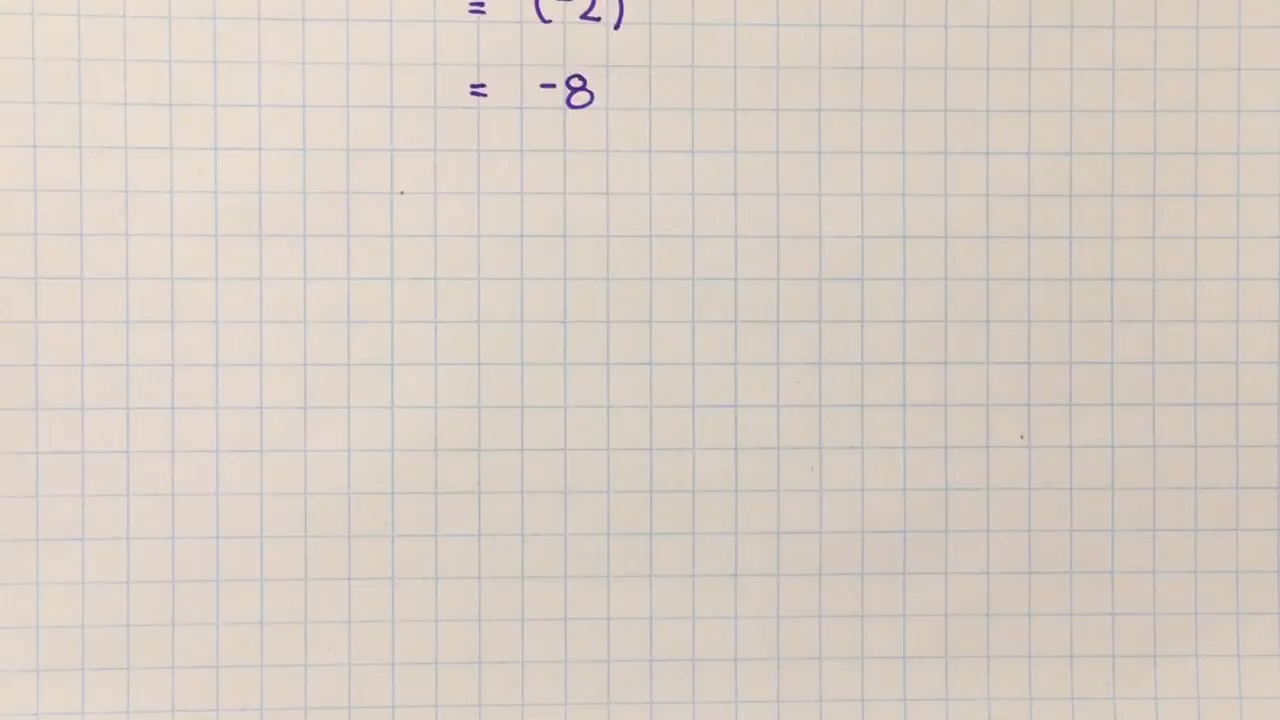 = (-2)
= -8